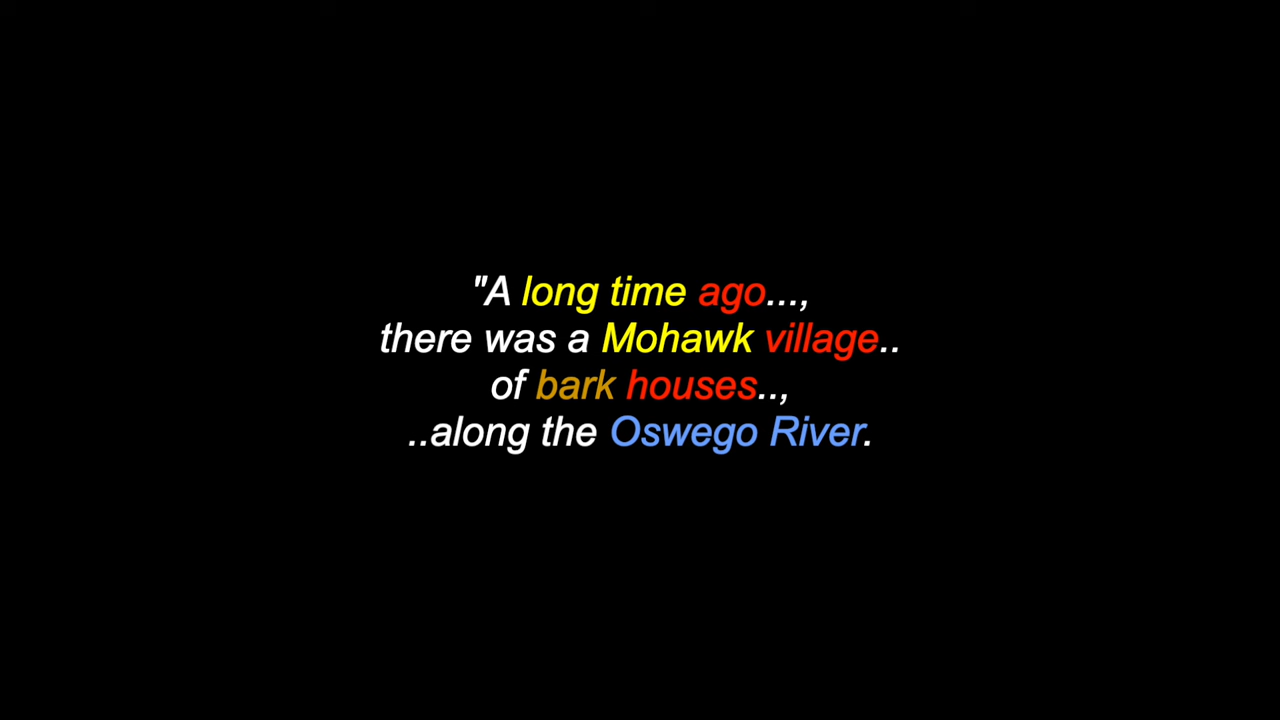 "A long time ago...,
there was a Mohawk village..
of bark houses..,
..along the Oswego River.